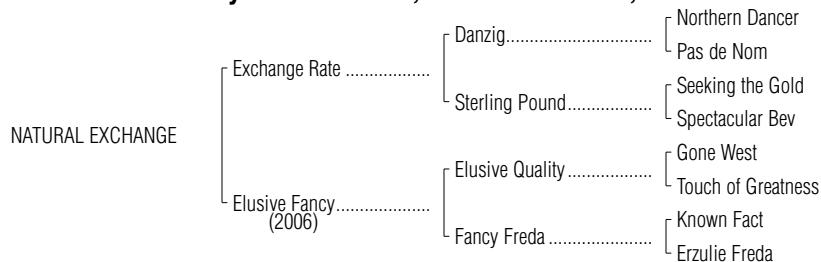 Danzig..............................
Northern Dancer
Pas de Nom
Exchange Rate ..................
Sterling Pound.................
Seeking the Gold
Spectacular Bev
NATURAL EXCHANGE
Elusive Quality .................
Gone West
Touch of Greatness
Elusive Fancy....................
(2006)
Fancy Freda .....................
Known Fact
Erzulie Freda